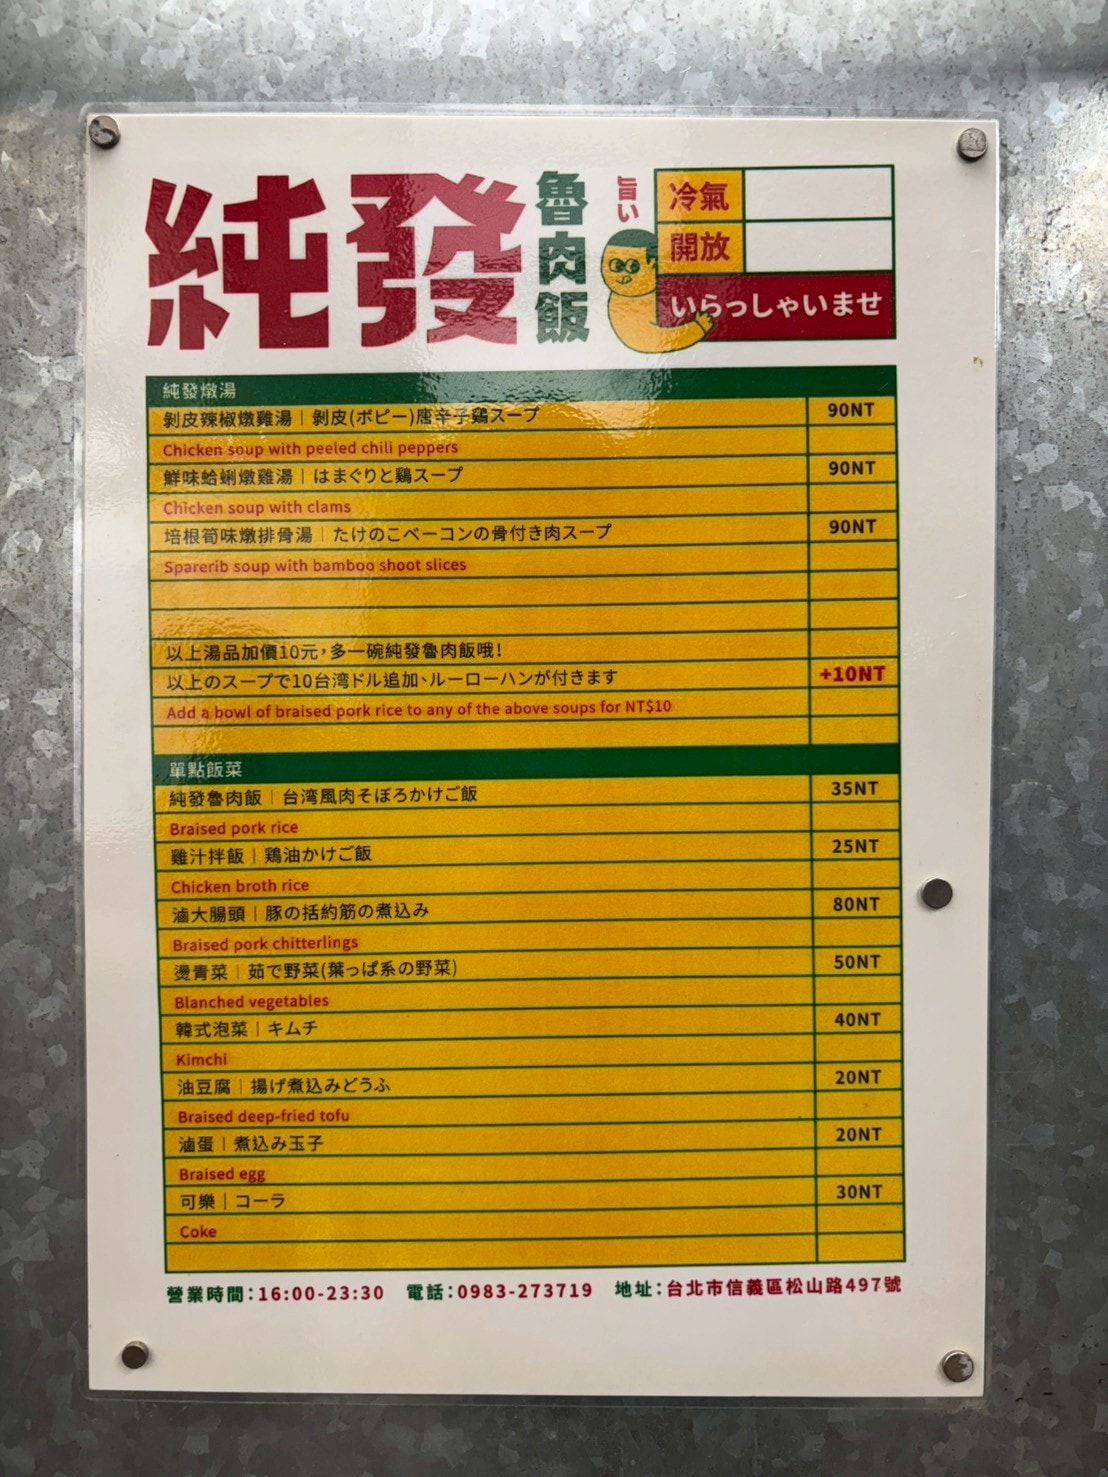 純發
魯肉飯
旨い
冷氣
開放
いらっしゃいませ
純發燉湯
剝皮辣椒燉雞湯｜剝皮(ボピー)唐辛子鷄スープ 90NT
Chicken soup with peeled chili peppers
鮮味蛤蜊燉雞湯｜はまぐりと鷄スープ 90NT
Chicken soup with clams
培根筍味燉排骨湯｜たけのこベーコンの骨付き肉スープ 90NT
Sparerib soup with bamboo shoot slices
以上湯品加價10元，多一碗純發魯肉飯哦!
以上のスープで10台湾ドル追加、ルーローハンが付きます +10NT
Add a bowl of braised pork rice to any of the above soups for NT$10
單點飯菜
純發魯肉飯｜台湾風肉そぼろかけご飯 35NT
Braised pork rice
雞汁拌飯｜鶏油かけご飯 25NT
Chicken broth rice
滷大腸頭｜豚の括約筋の煮込み 80NT
Braised pork chitterlings
燙青菜｜茹で野菜(葉っぱ系の野菜) 50NT
Blanched vegetables
韓式泡菜｜キムチ 40NT
Kimchi
油豆腐｜揚げ煮込みどうふ 20NT
Braised deep-fried tofu
滷蛋｜煮込み玉子 20NT
Braised egg
可樂｜コーラ 30NT
Coke
營業時間：16:00-23:30 電話：0983-273719 地址：台北市信義區松山路497號